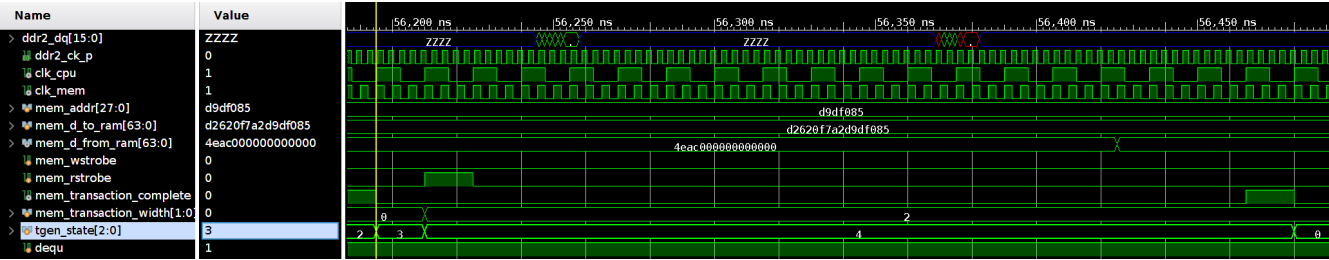 Name Value 56,200 ns 56,250 ns 56,300 ns 56,350 ns 56,400 ns 56,450 ns
ddr2_dq[15:0] ZZZZ ZZZZ ZZZZ
ddr2_ck_p 0
clk_cpu 1
clk_mem 1
mem_addr[27:0] d9df085 d9df085
mem_d_to_ram[63:0] d2620f7a2d9df085 d2620f7a2d9df085
mem_d_from_ram[63:0] 4eac000000000000 4eac000000000000
mem_wstrobe 0
mem_rstrobe 0
mem_transaction_complete 0
mem_transaction_width[1:0] 0 0 2
tgen_state[2:0] 3 2 3 4 0
dequ 1